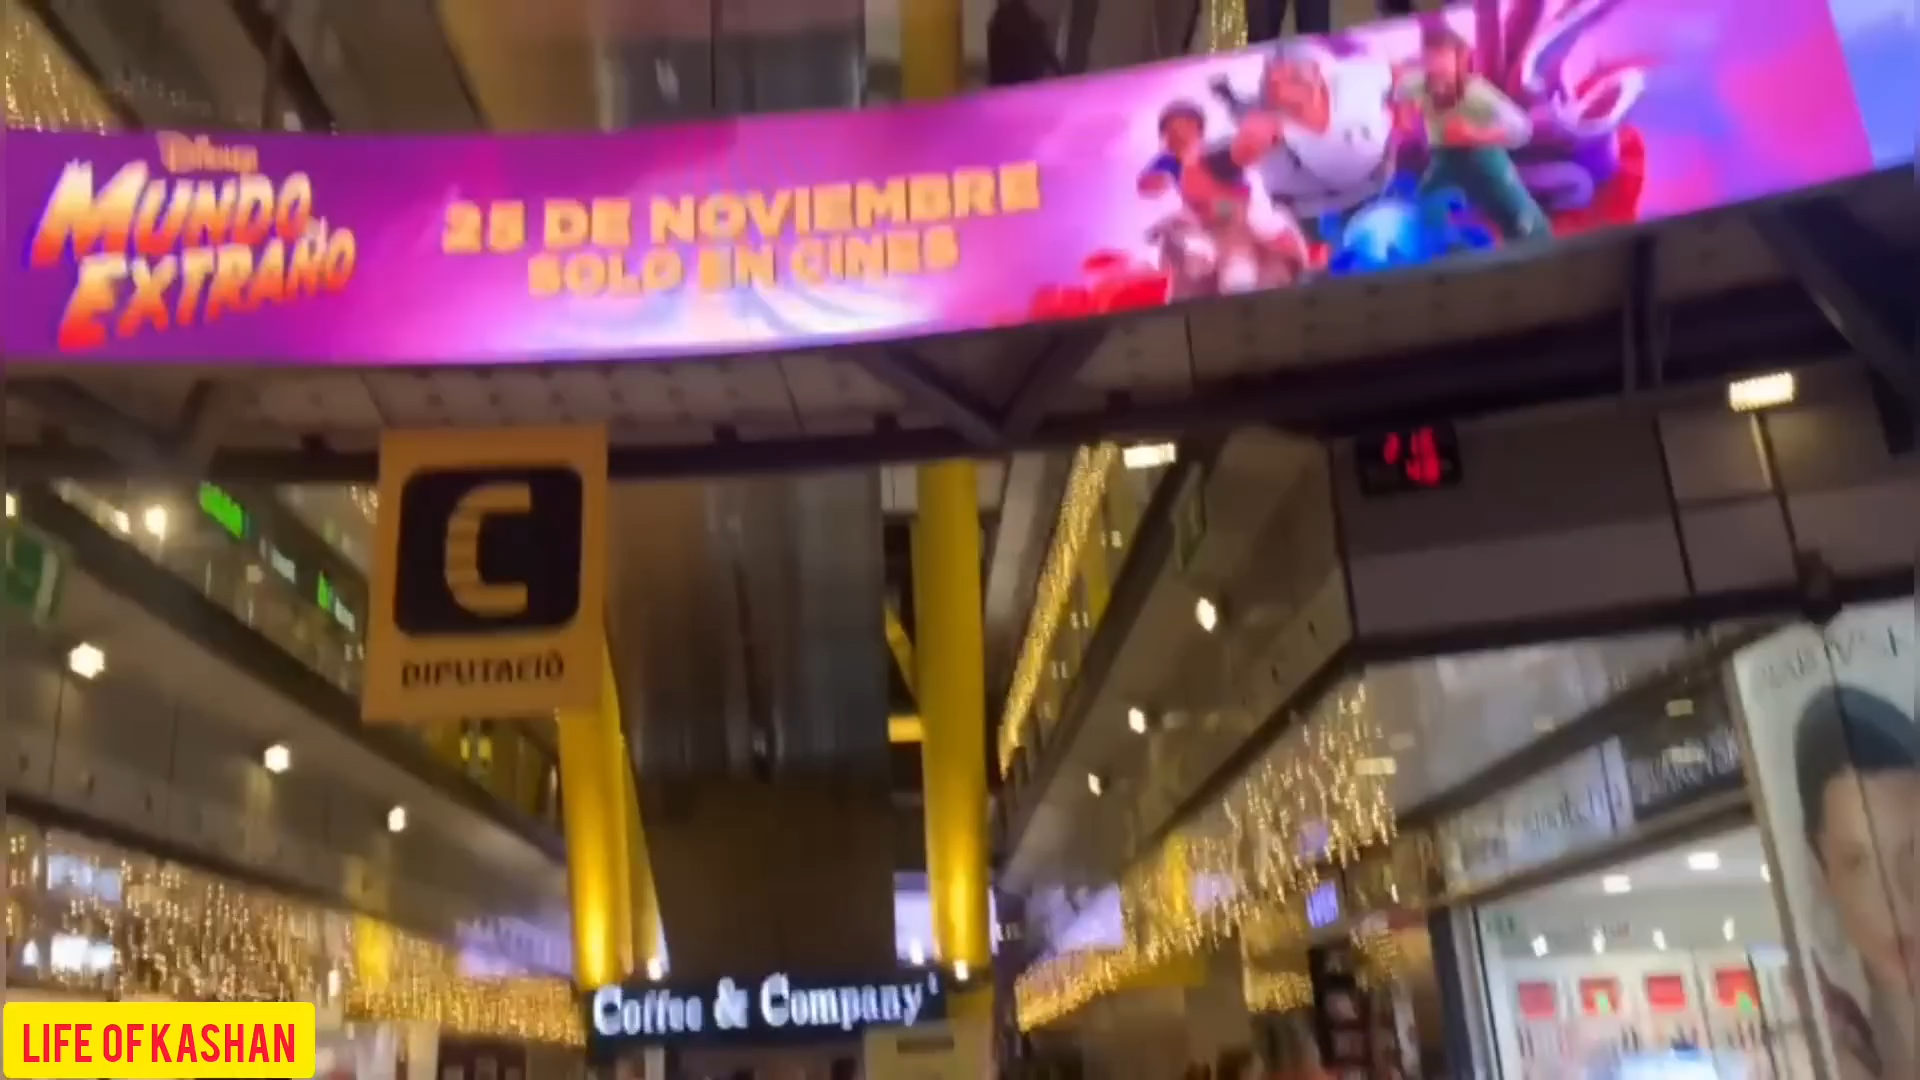 Disney
MUNDO
EXTRAÑO
25 DE NOVIEMBRE
SOLO EN CINES
C
DIPUTACIÓ
Coffee & Company
LIFE OF KASHAN